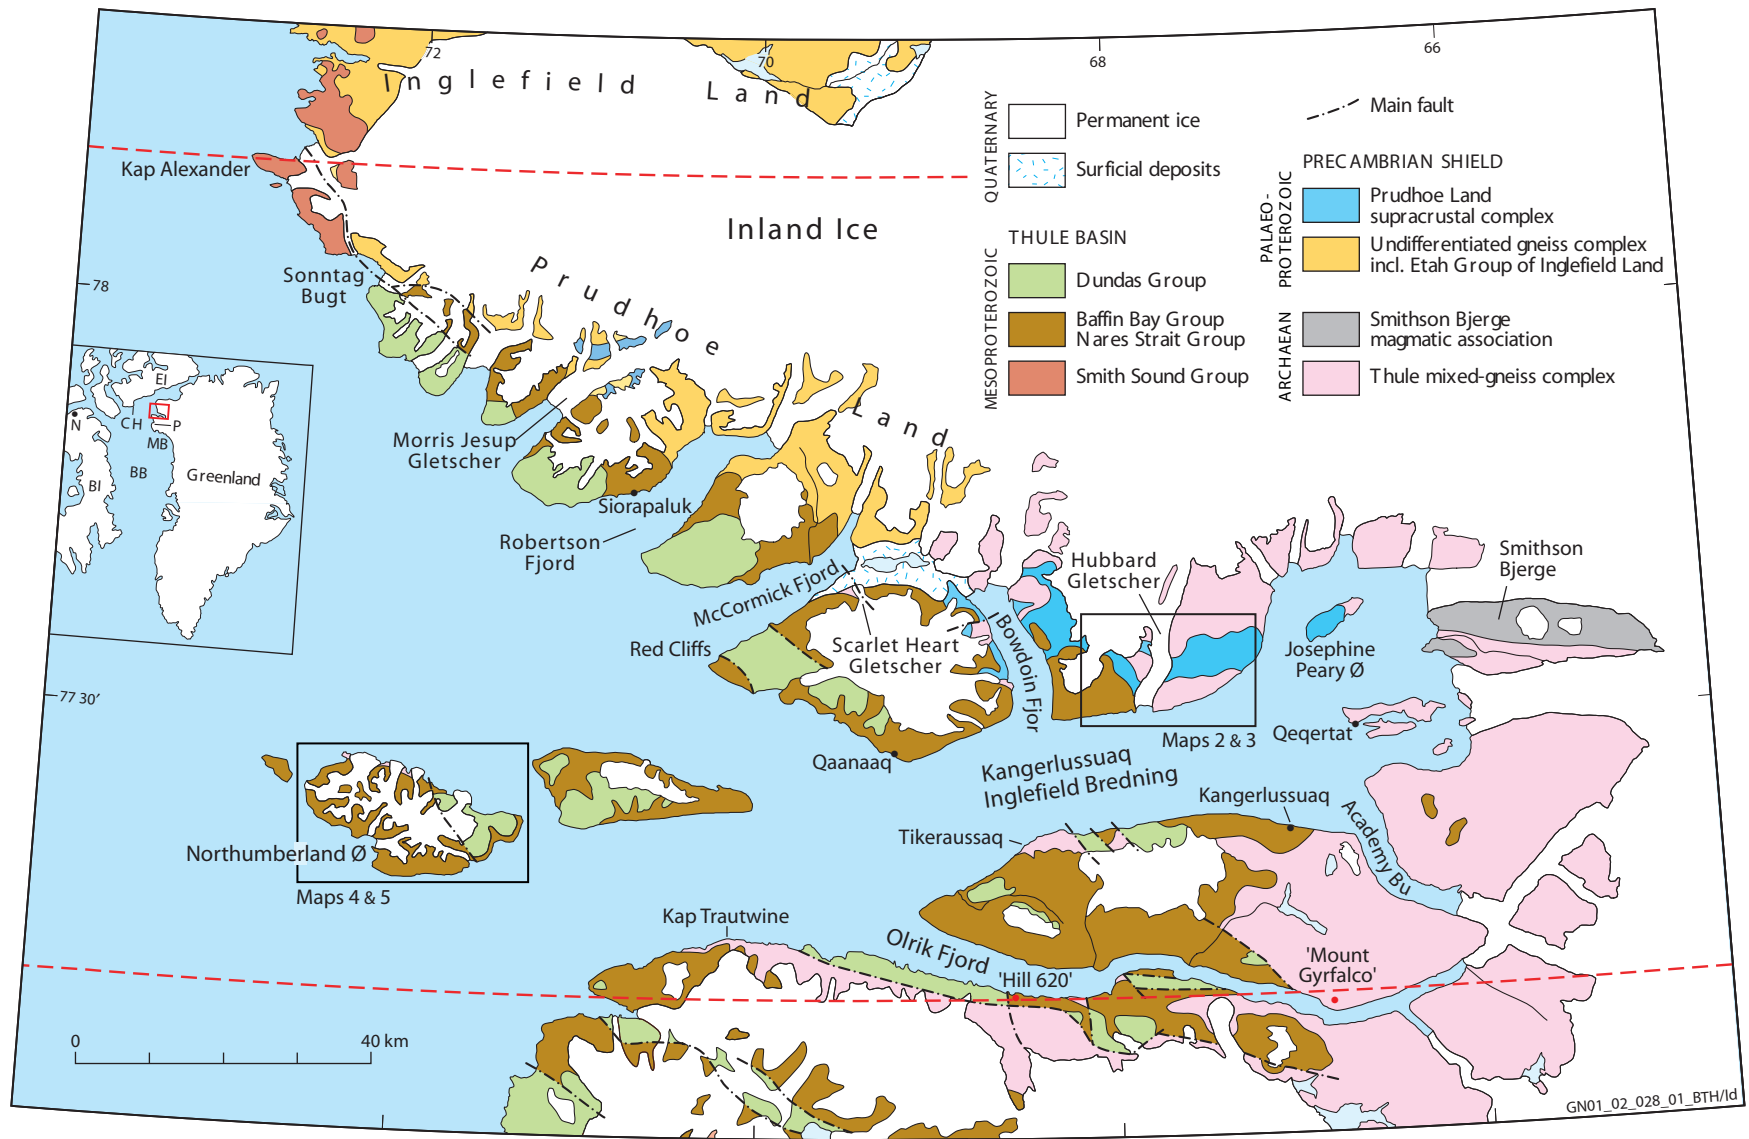 72
70
68
66
Inglefield Land
Kap Alexander
Inland Ice
Prudhoe Land
Sonntag
Bugt
78
QUATERNARY
Permanent ice
Surficial deposits
THULE BASIN
MESOPROTEROZOIC
Dundas Group
Baffin Bay Group
Nares Strait Group
Smith Sound Group
Main fault
PRECAMBRIAN SHIELD
PALAEO-
PROTEROZOIC
Prudhoe Land
supracrustal complex
Undifferentiated gneiss complex
incl. Etah Group of Inglefield Land
ARCHAEAN
Smithson Bjerge
magmatic association
Thule mixed-gneiss complex
EI
N
CH
P
MB
BB
BI
Greenland
Morris Jesup
Gletscher
Siorapaluk
Robertson
Fjord
McCormick Fjord
Red Cliffs
Scarlet Heart
Gletscher
Bowdoin Fjor
Hubbard
Gletscher
Smithson
Bjerge
Josephine
Peary Ø
Qeqertat
Maps 2 & 3
77 30′
Qaanaaq
Kangerlussuaq
Inglefield Bredning
Kangerlussuaq
Academy Bu
Tikeraussaq
Northumberland Ø
Maps 4 & 5
Kap Trautwine
Olrik Fjord
'Hill 620'
'Mount
Gyrfalco'
0
40 km
GN01_02_028_01_BTH/ld